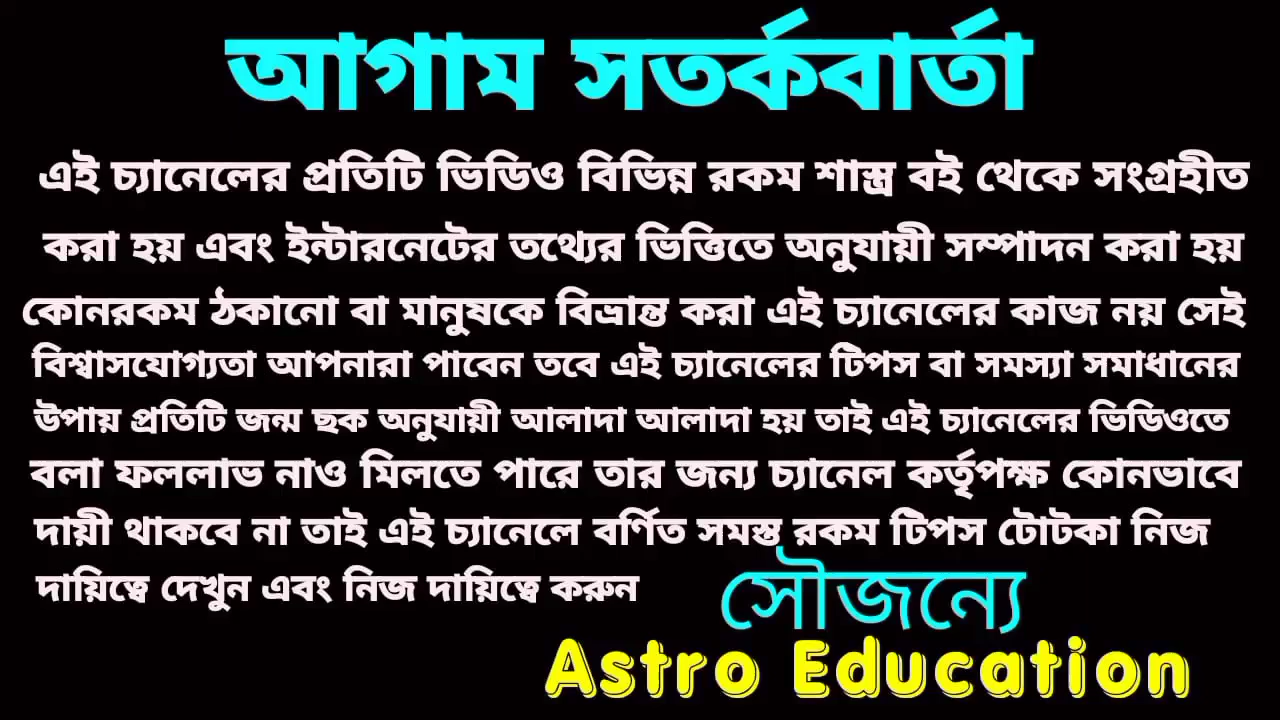 আগাম সতর্কবার্তা
এই চ্যানেলের প্রতিটি ভিডিও বিভিন্ন রকম শাস্ত্র বই থেকে সংগ্রহীত
করা হয় এবং ইন্টারনেটের তথ্যের ভিত্তিতে অনুযায়ী সম্পাদন করা হয়
কোনরকম ঠকানো বা মানুষকে বিভ্রান্ত করা এই চ্যানেলের কাজ নয় সেই
বিশ্বাসযোগ্যতা আপনারা পাবেন তবে এই চ্যানেলের টিপস বা সমস্যা সমাধানের
উপায় প্রতিটি জন্ম ছক অনুযায়ী আলাদা আলাদা হয় তাই এই চ্যানেলের ভিডিওতে
বলা ফললাভ নাও মিলতে পারে তার জন্য চ্যানেল কর্তৃপক্ষ কোনভাবে
দায়ী থাকবে না তাই এই চ্যানেলে বর্ণিত সমস্ত রকম টিপস টোটকা নিজ
দায়িত্বে দেখুন এবং নিজ দায়িত্বে করুন
সৌজন্যে
Astro Education